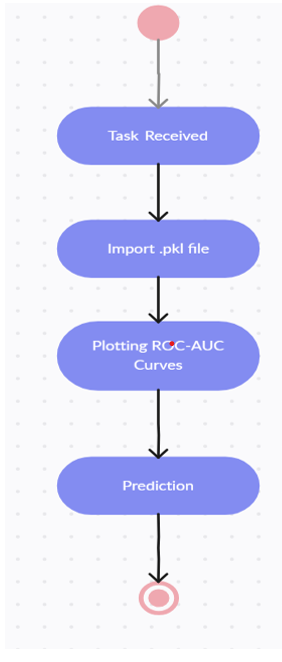 Task Received
Import .pkl file
Plotting ROC-AUC
Curves
Prediction